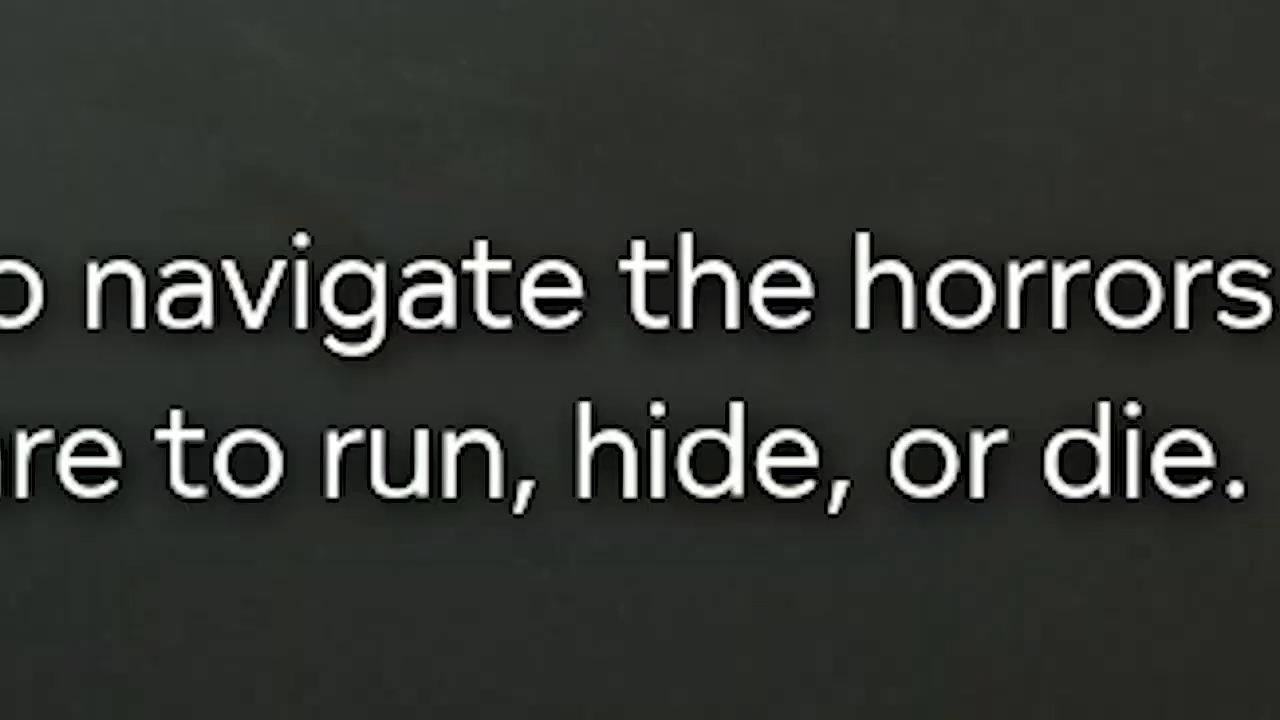 o navigate the horrors
re to run, hide, or die.